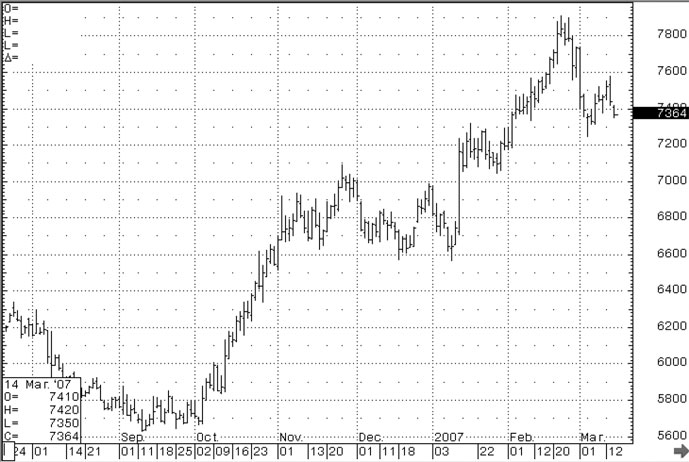 O=
H=
L=
L=
Δ=
7800
7600
7400
7364
7200
7000
6800
6600
6400
6200
6000
5800
5600
14 Mar. '07
O= 7410
H= 7420
L= 7350
C= 7364
Sep. Oct. Nov. Dec. 2007 Feb. Mar.
24 01 14 21 01 11 18 25 02 09 16 23 01 13 20 01 11 18 03 22 01 12 20 01 12